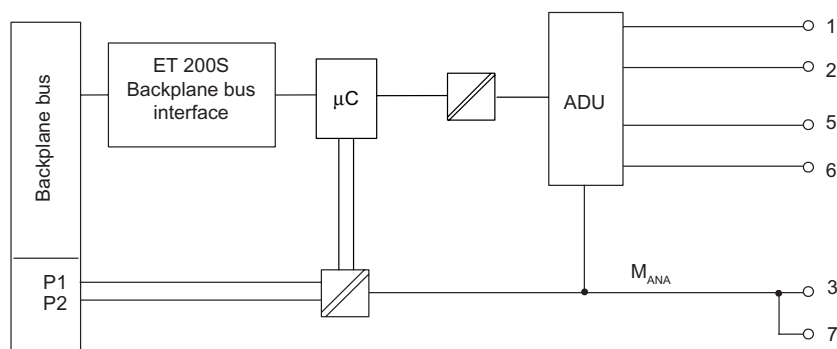 Backplane bus
ET 200S
Backplane bus
interface
μC
ADU
1
2
5
6
P1
P2
MANA
3
7